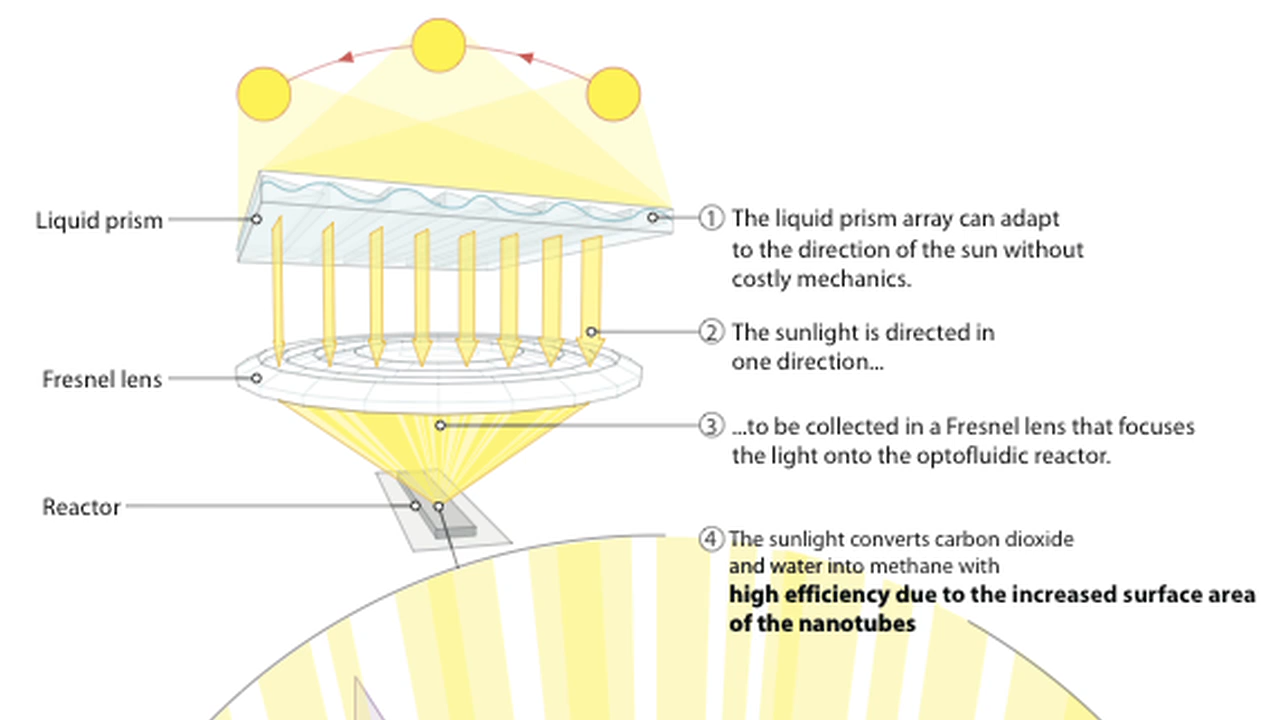 Liquid prism
① The liquid prism array can adapt
to the direction of the sun without
costly mechanics.
② The sunlight is directed in
one direction...
Fresnel lens
③ ...to be collected in a Fresnel lens that focuses
the light onto the optofluidic reactor.
Reactor
④ The sunlight converts carbon dioxide
and water into methane with
high efficiency due to the increased surface area
of the nanotubes